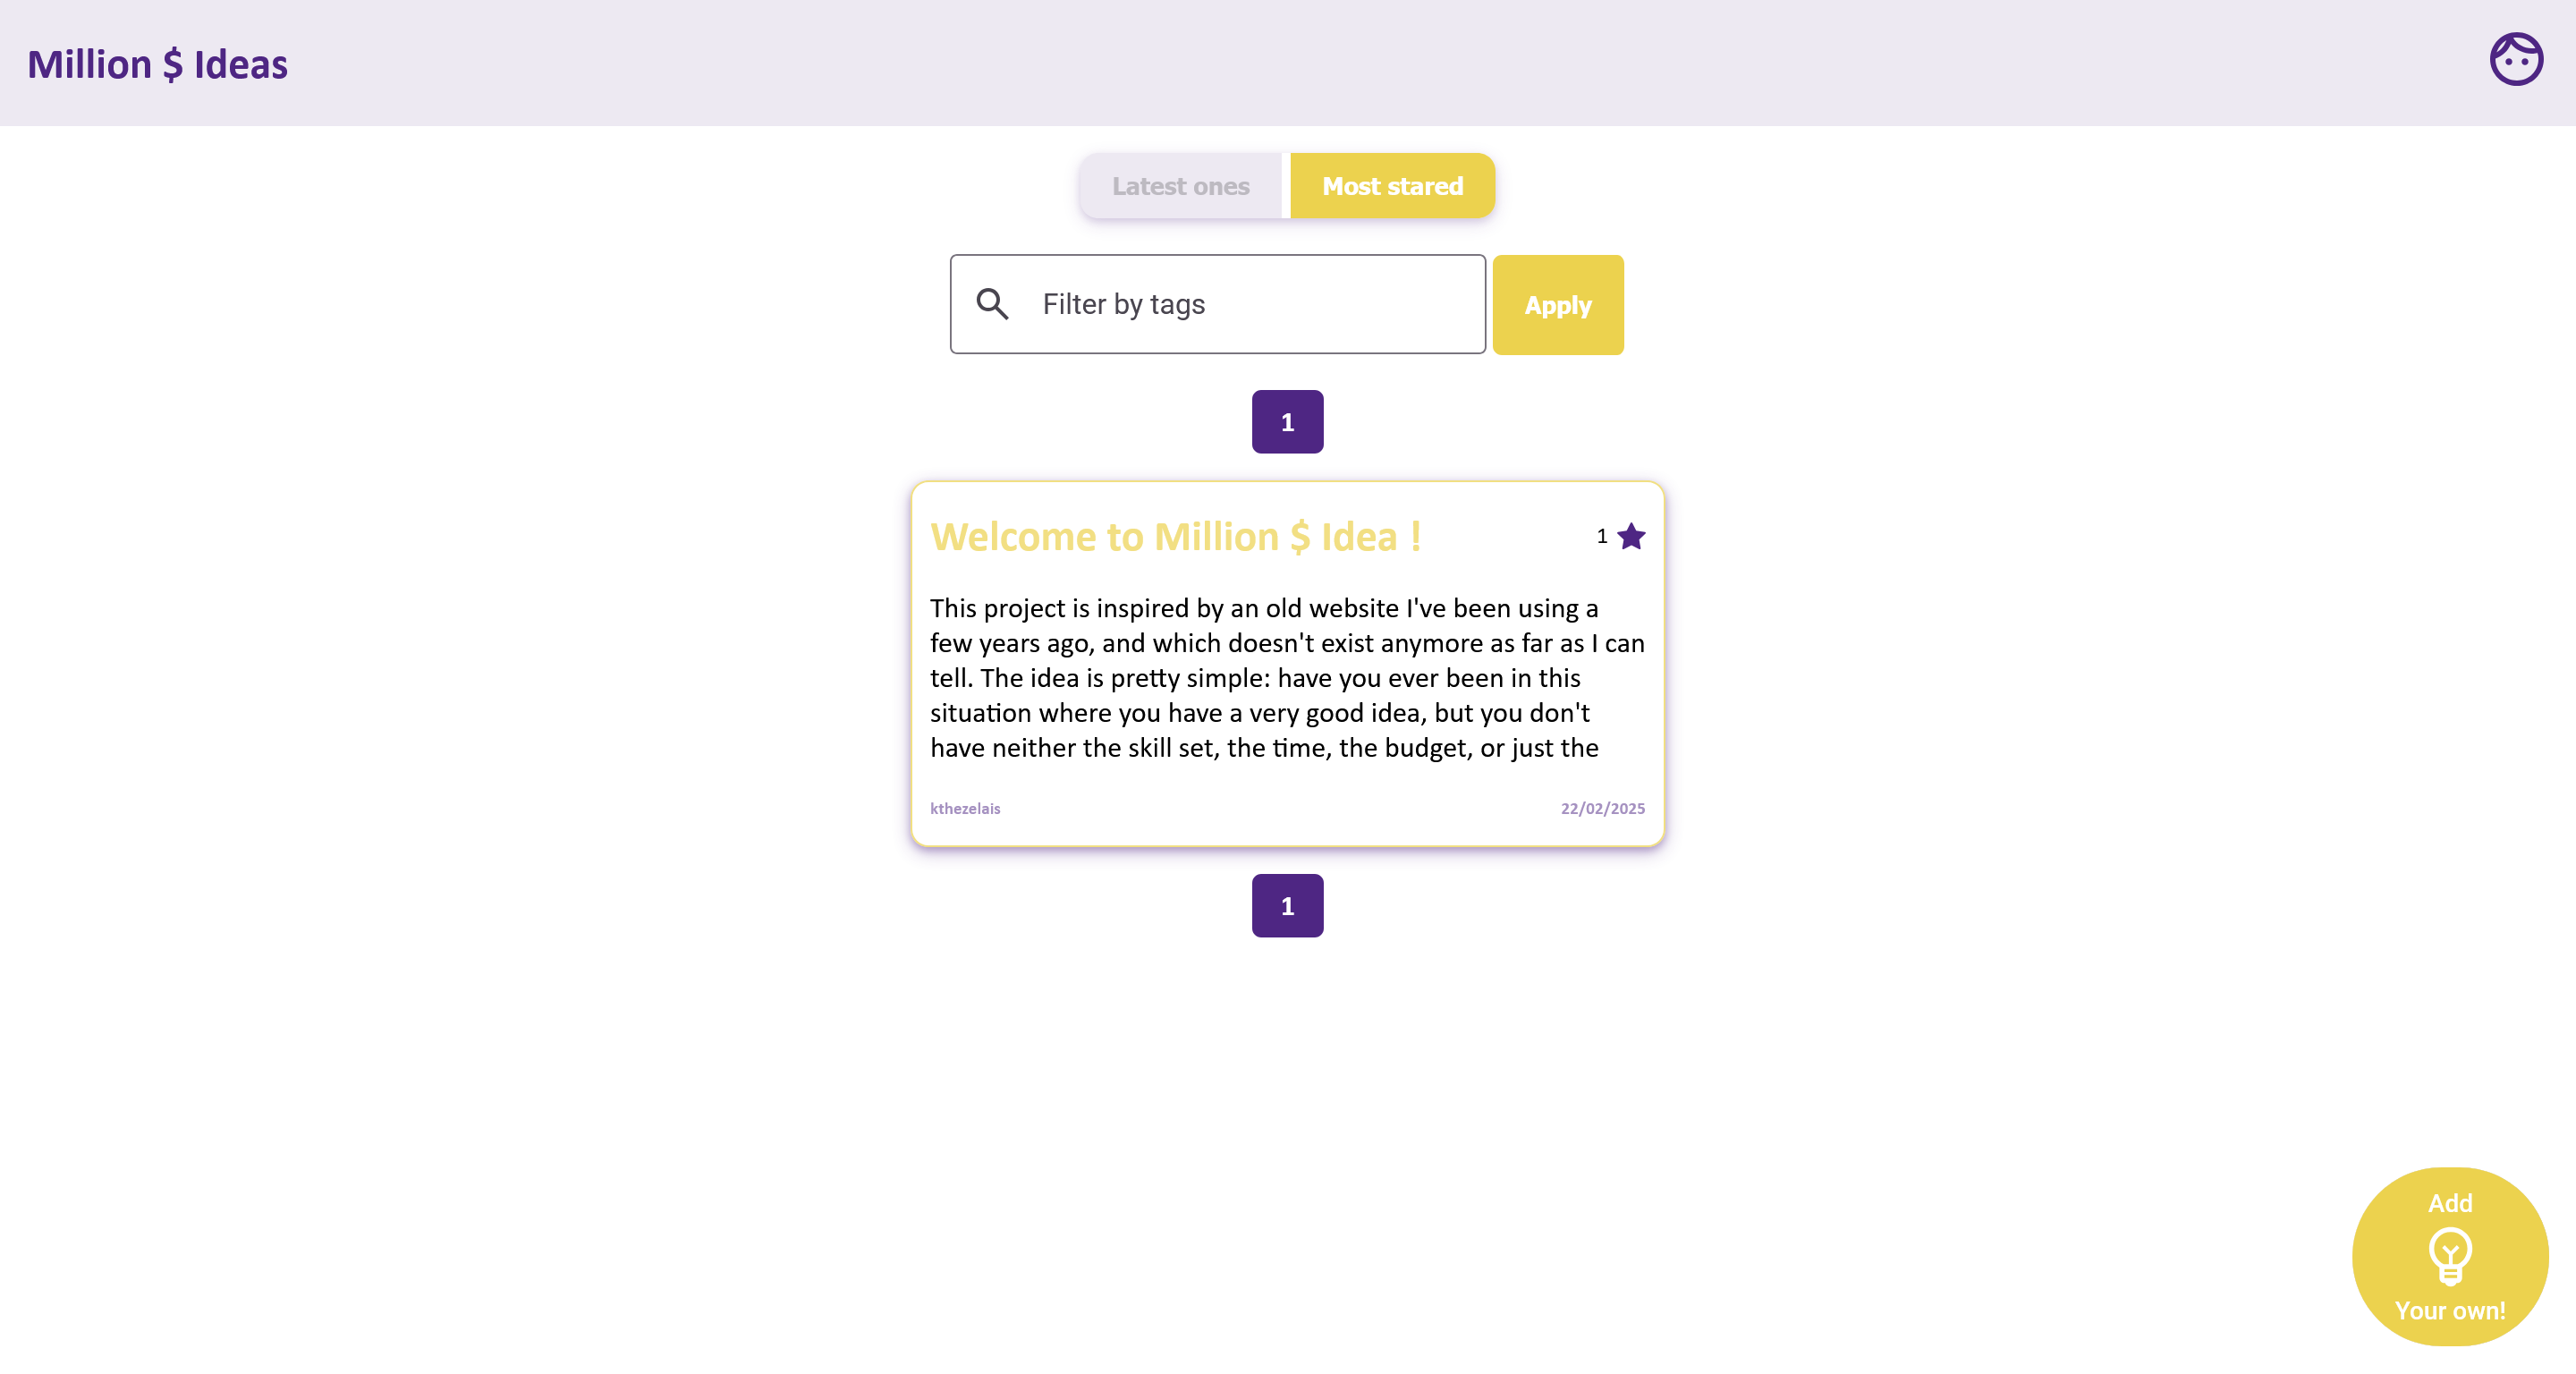 Million $ Ideas
Latest ones
Most stared
Filter by tags
Apply
1
Welcome to Million $ Idea !
1
This project is inspired by an old website I've been using a
few years ago, and which doesn't exist anymore as far as I can
tell. The idea is pretty simple: have you ever been in this
situation where you have a very good idea, but you don't
have neither the skill set, the time, the budget, or just the
kthezelais
22/02/2025
1
Add
Your own!